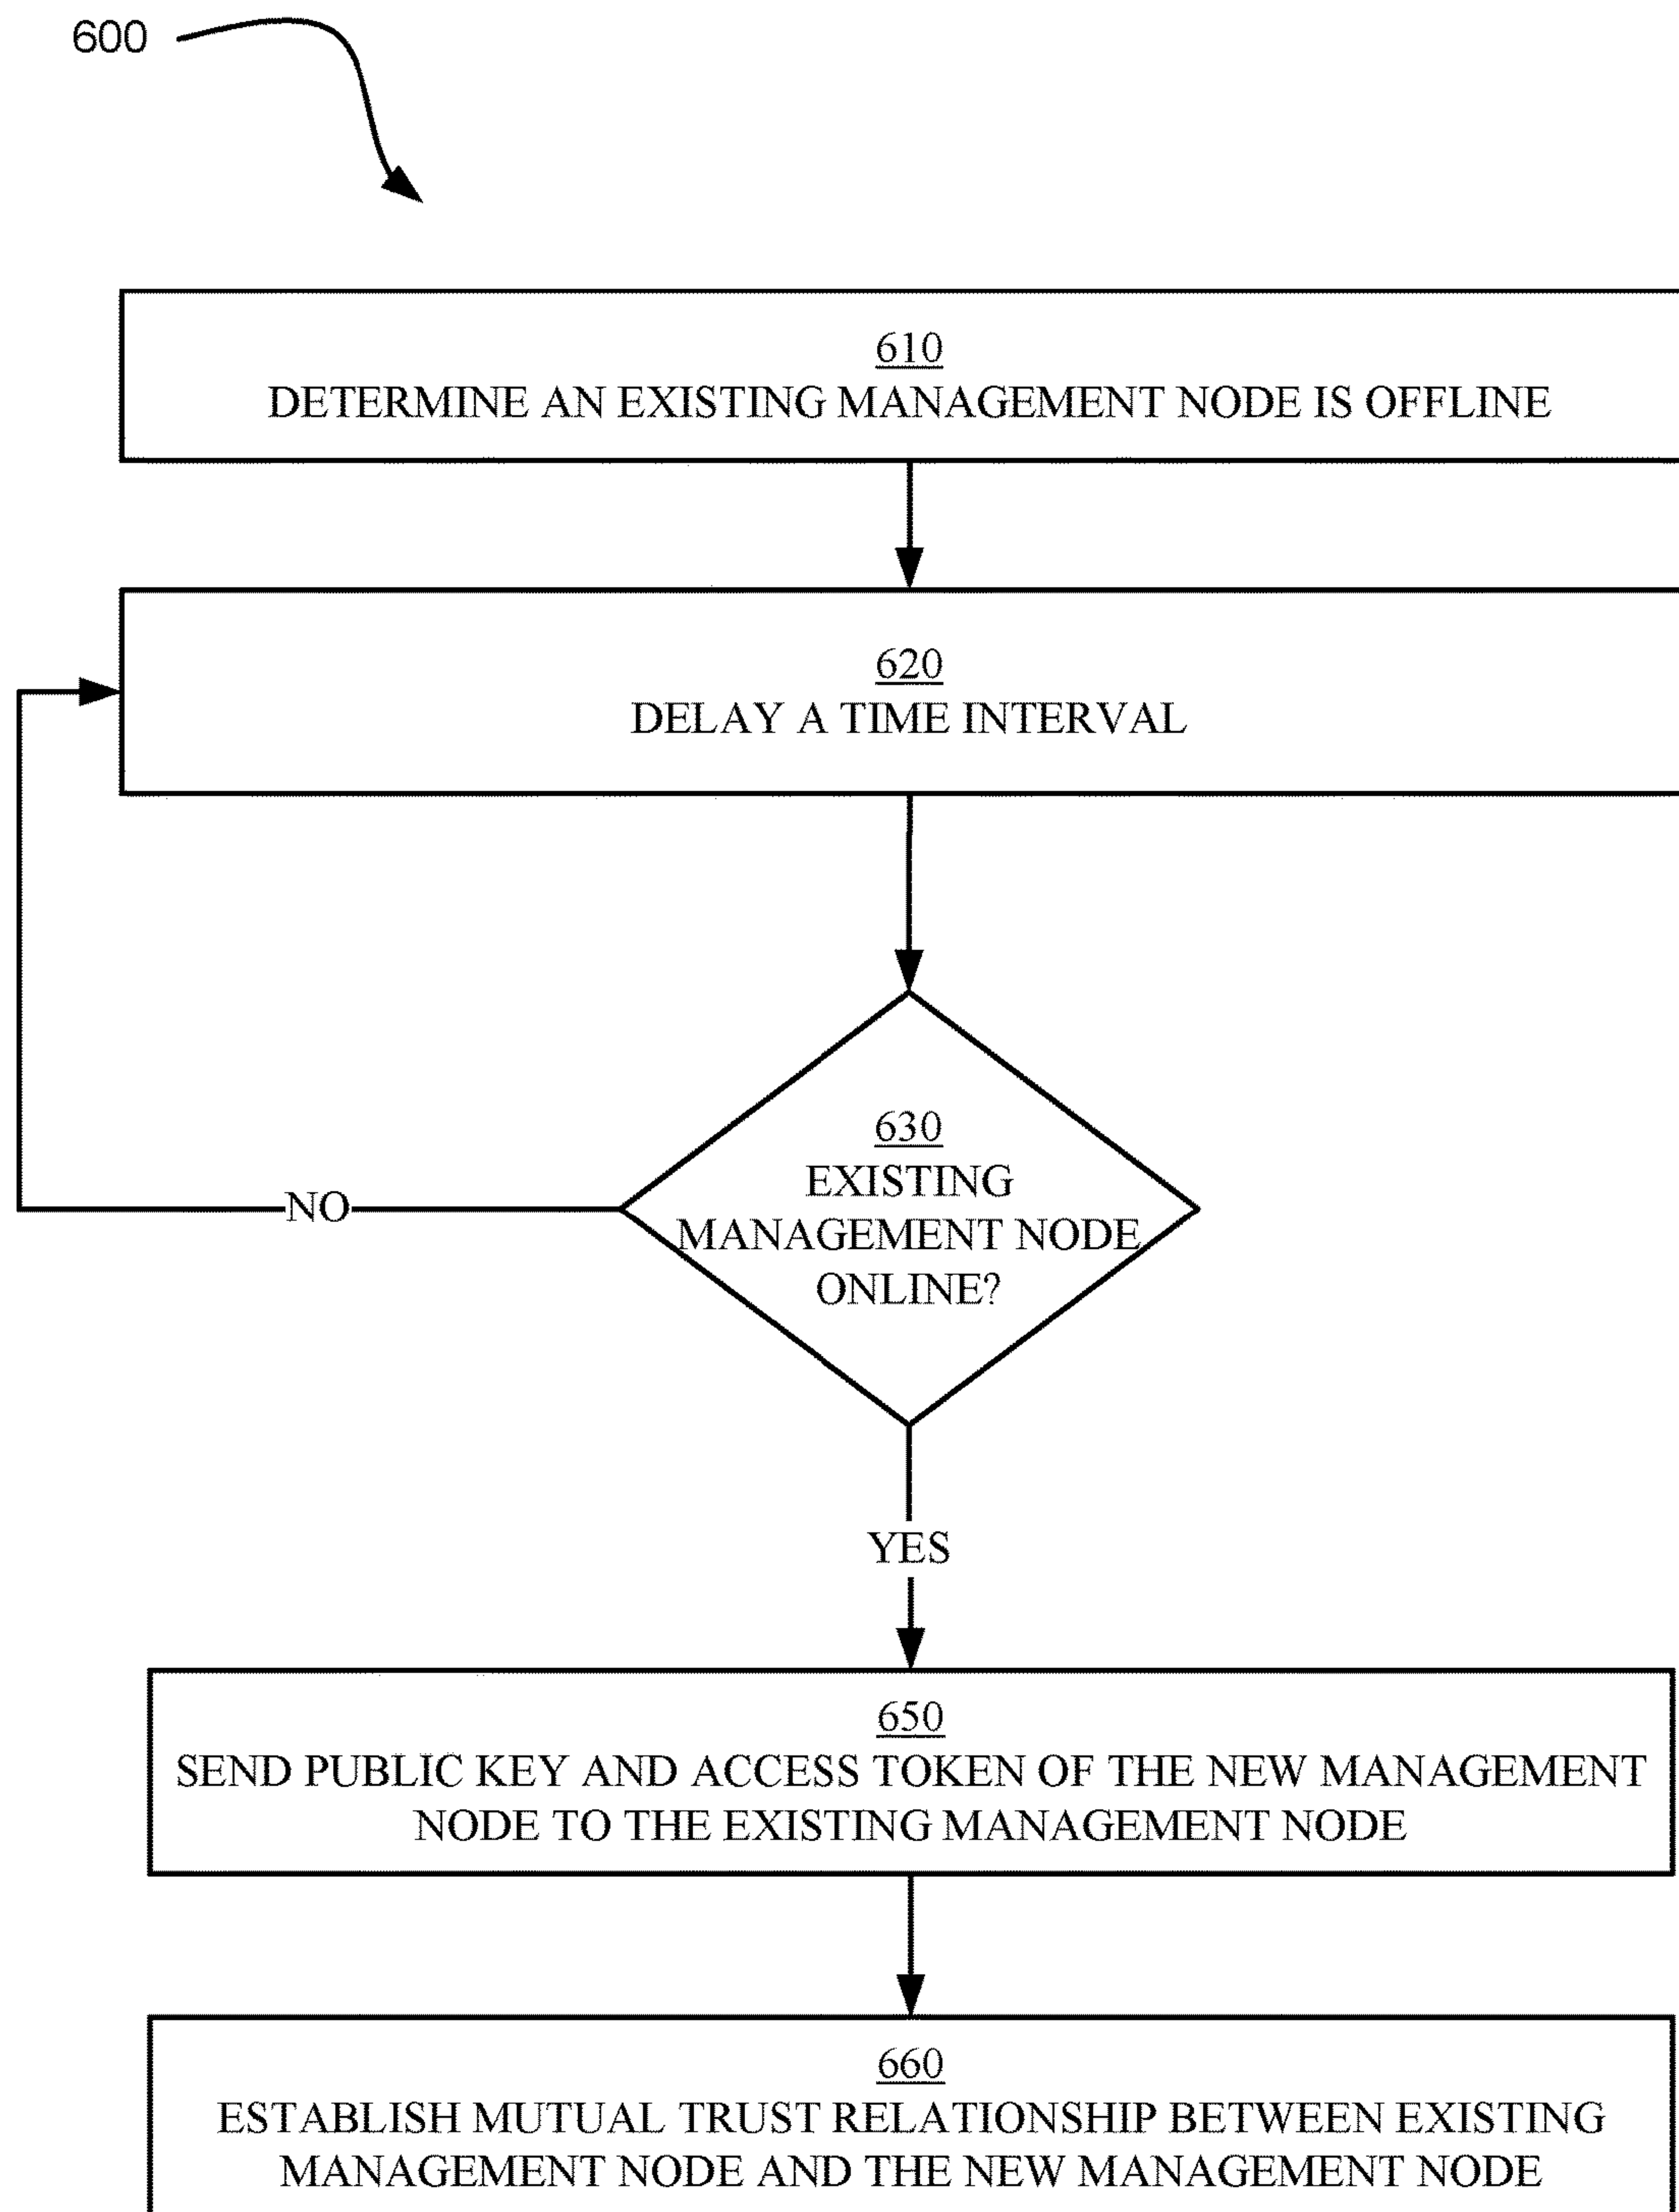 600
610
DETERMINE AN EXISTING MANAGEMENT NODE IS OFFLINE
620
DELAY A TIME INTERVAL
630
EXISTING
MANAGEMENT NODE
ONLINE?
NO
YES
650
SEND PUBLIC KEY AND ACCESS TOKEN OF THE NEW MANAGEMENT
NODE TO THE EXISTING MANAGEMENT NODE
660
ESTABLISH MUTUAL TRUST RELATIONSHIP BETWEEN EXISTING
MANAGEMENT NODE AND THE NEW MANAGEMENT NODE